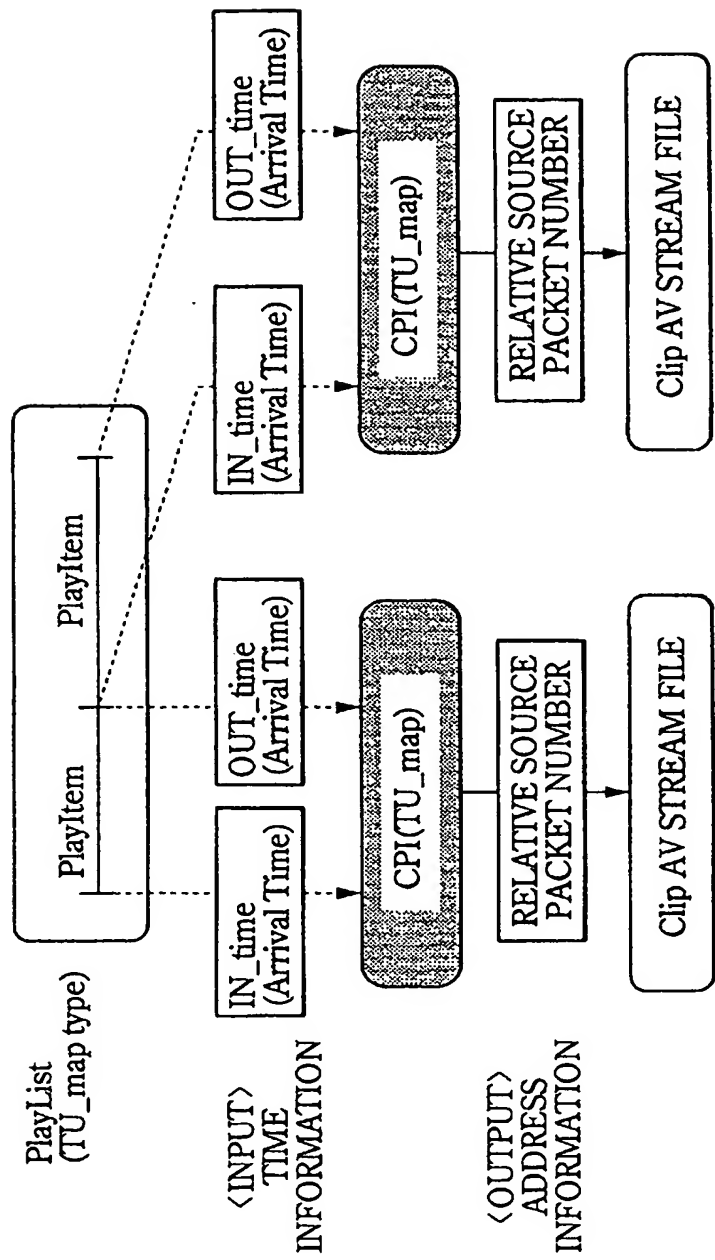 PlayList
(TU_map type)
PlayItem
PlayItem
<INPUT>
TIME
INFORMATION
IN_time
(Arrival Time)
OUT_time
(Arrival Time)
IN_time
(Arrival Time)
OUT_time
(Arrival Time)
CPI(TU_map)
CPI(TU_map)
<OUTPUT>
ADDRESS
INFORMATION
RELATIVE SOURCE
PACKET NUMBER
RELATIVE SOURCE
PACKET NUMBER
Clip AV STREAM FILE
Clip AV STREAM FILE